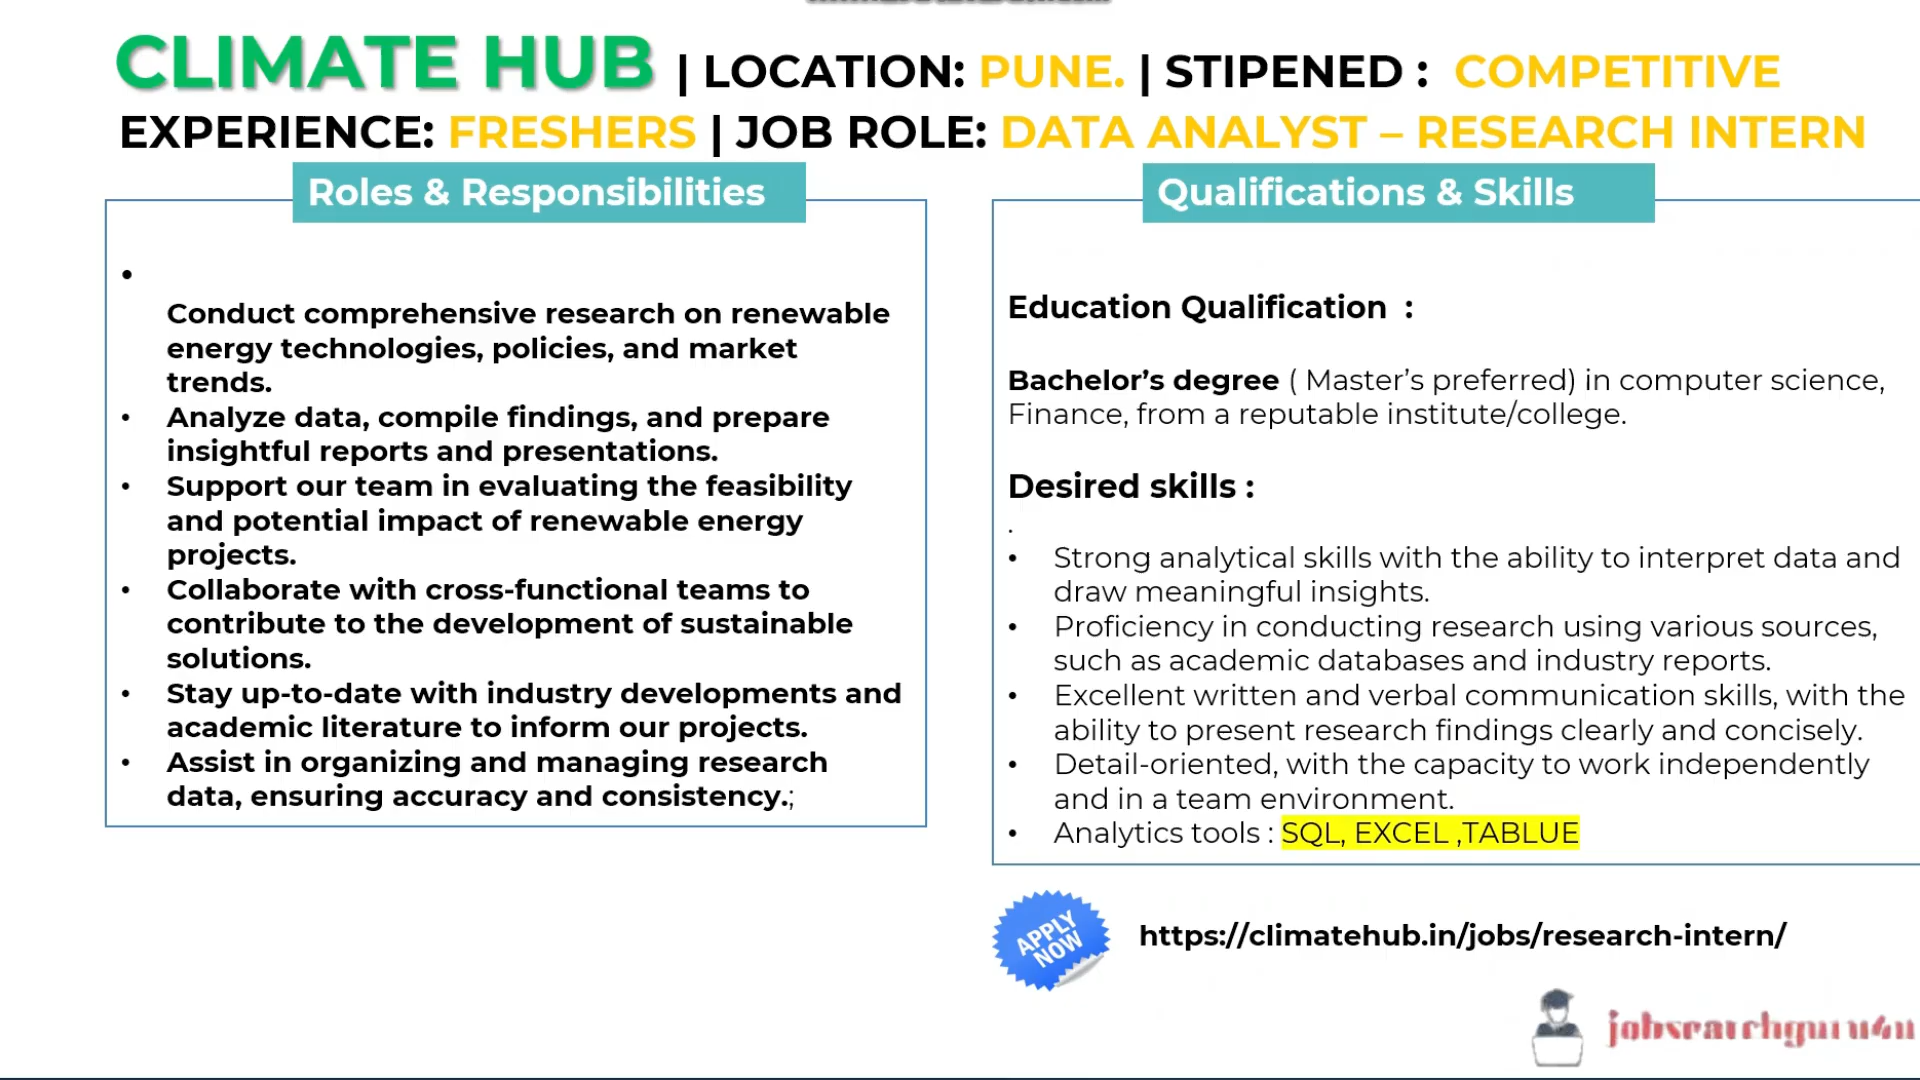 CLIMATE HUB | LOCATION: PUNE. | STIPENED : COMPETITIVE
EXPERIENCE: FRESHERS | JOB ROLE: DATA ANALYST – RESEARCH INTERN
Roles & Responsibilities
•
Conduct comprehensive research on renewable
energy technologies, policies, and market
trends.
• Analyze data, compile findings, and prepare
insightful reports and presentations.
• Support our team in evaluating the feasibility
and potential impact of renewable energy
projects.
• Collaborate with cross-functional teams to
contribute to the development of sustainable
solutions.
• Stay up-to-date with industry developments and
academic literature to inform our projects.
• Assist in organizing and managing research
data, ensuring accuracy and consistency.;
Qualifications & Skills
Education Qualification :
Bachelor’s degree ( Master’s preferred) in computer science,
Finance, from a reputable institute/college.
Desired skills :
.
• Strong analytical skills with the ability to interpret data and
draw meaningful insights.
• Proficiency in conducting research using various sources,
such as academic databases and industry reports.
• Excellent written and verbal communication skills, with the
ability to present research findings clearly and concisely.
• Detail-oriented, with the capacity to work independently
and in a team environment.
• Analytics tools : SQL, EXCEL ,TABLUE
APPLY
NOW
https://climatehub.in/jobs/research-intern/